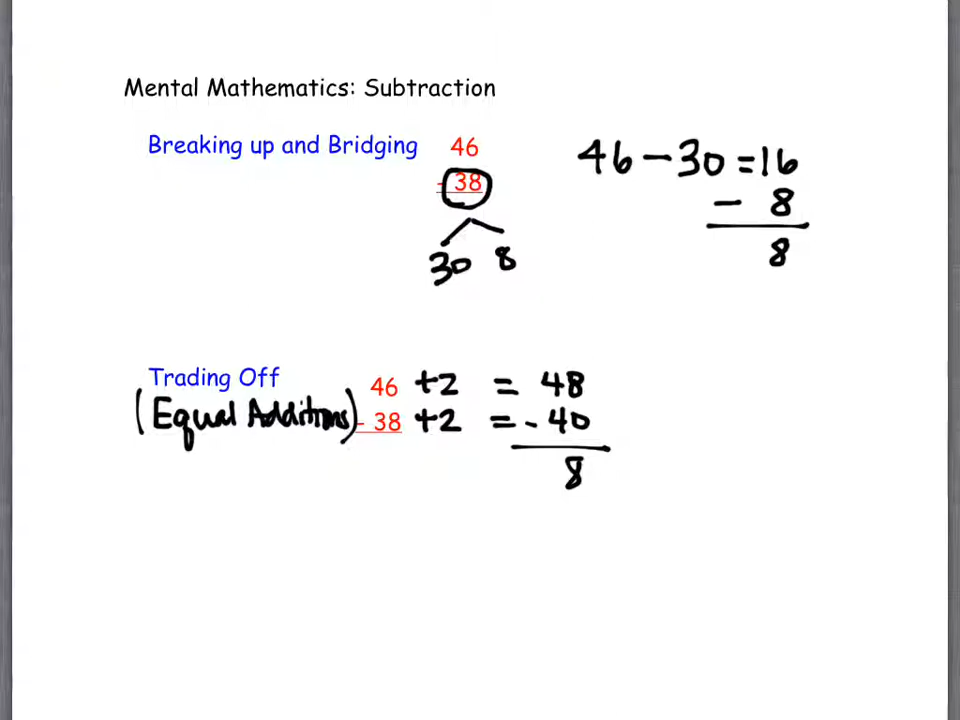 Mental Mathematics: Subtraction
Breaking up and Bridging
46
- 38
30 8
46 - 30 = 16
- 8
8
Trading Off
(Equal Additions)
46 +2 = 48
- 38 +2 = - 40
8